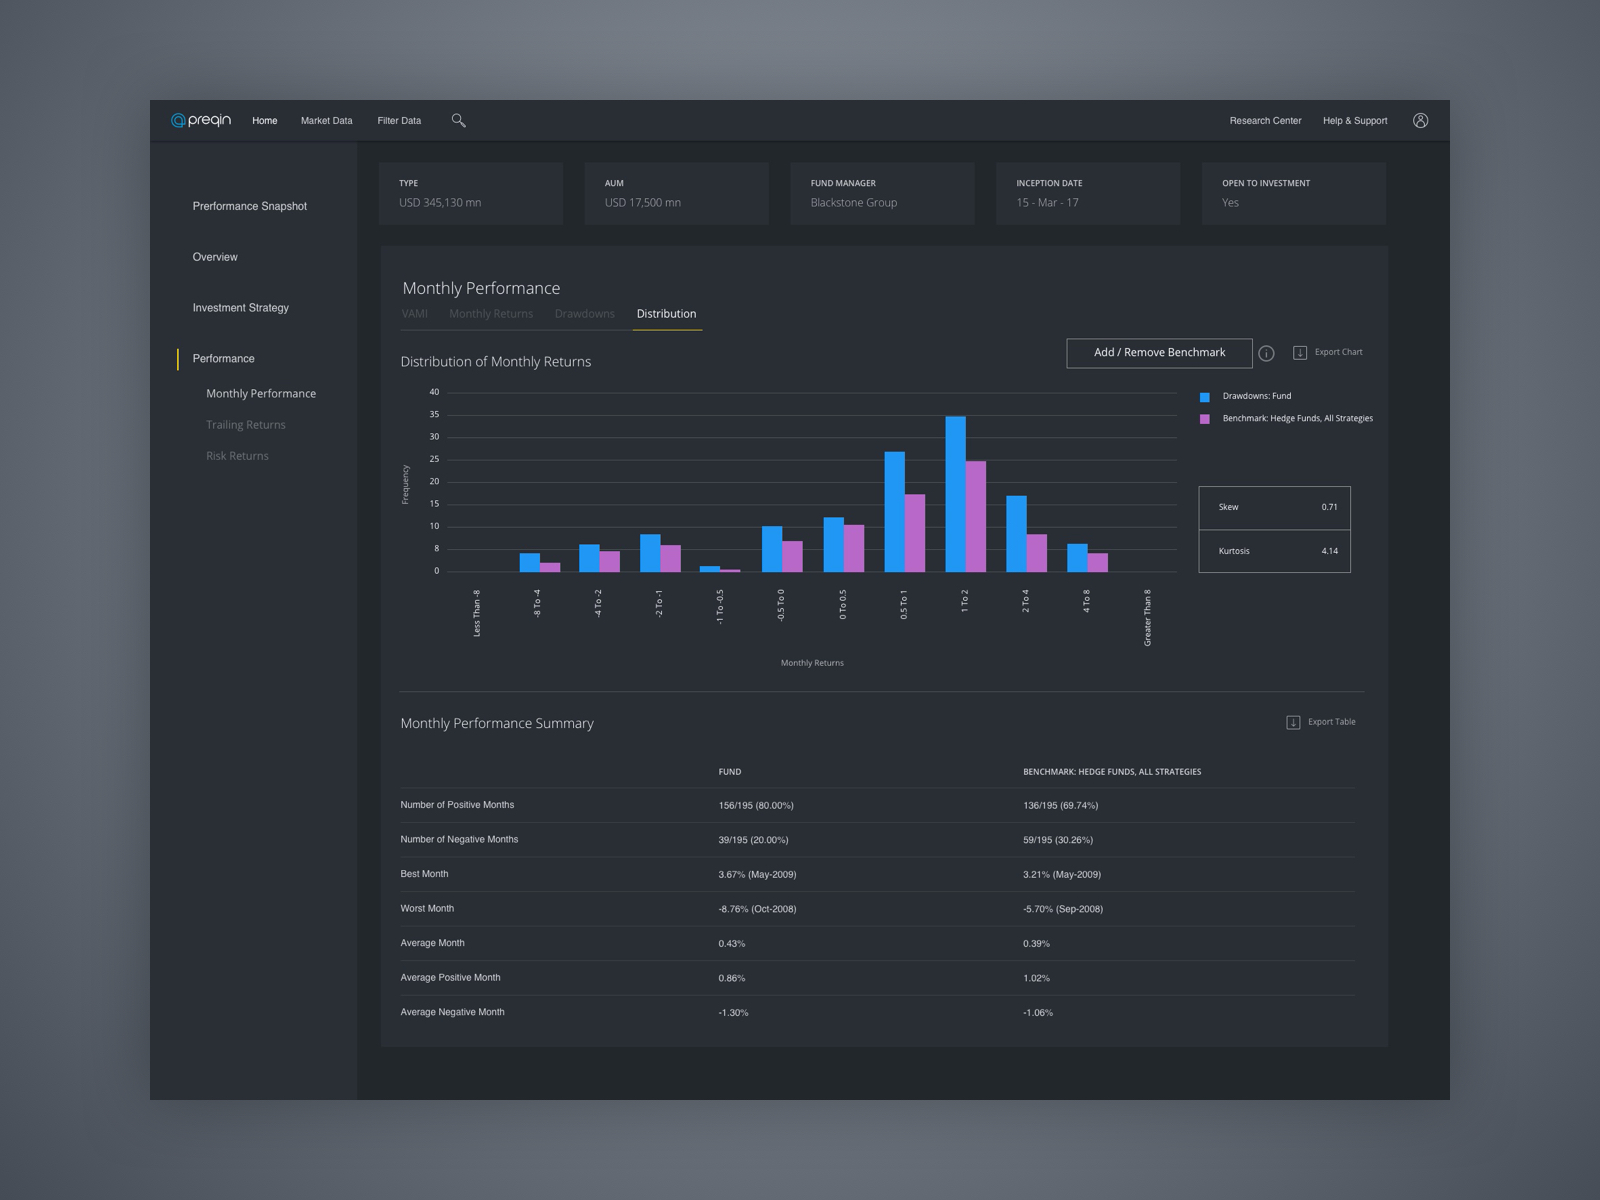 preqin Home Market Data Filter Data Research Center Help & Support
Prerformance Snapshot
Overview
Investment Strategy
Performance
Monthly Performance
Trailing Returns
Risk Returns
TYPE
USD 345,130 mn
AUM
USD 17,500 mn
FUND MANAGER
Blackstone Group
INCEPTION DATE
15 - Mar - 17
OPEN TO INVESTMENT
Yes
Monthly Performance
VAMI Monthly Returns Drawdowns Distribution
Distribution of Monthly Returns
Add / Remove Benchmark
i
Export Chart
Frequency
40
35
30
25
20
15
10
8
0
Less Than -8
-8 To -4
-4 To -2
-2 To -1
-1 To -0.5
-0.5 To 0
0 To 0.5
0.5 To 1
1 To 2
2 To 4
4 To 8
Greater Than 8
Monthly Returns
Drawdowns: Fund
Benchmark: Hedge Funds, All Strategies
Skew 0.71
Kurtosis 4.14
Monthly Performance Summary
Export Table
FUND BENCHMARK: HEDGE FUNDS, ALL STRATEGIES
Number of Positive Months 156/195 (80.00%) 136/195 (69.74%)
Number of Negative Months 39/195 (20.00%) 59/195 (30.26%)
Best Month 3.67% (May-2009) 3.21% (May-2009)
Worst Month -8.76% (Oct-2008) -5.70% (Sep-2008)
Average Month 0.43% 0.39%
Average Positive Month 0.86% 1.02%
Average Negative Month -1.30% -1.06%